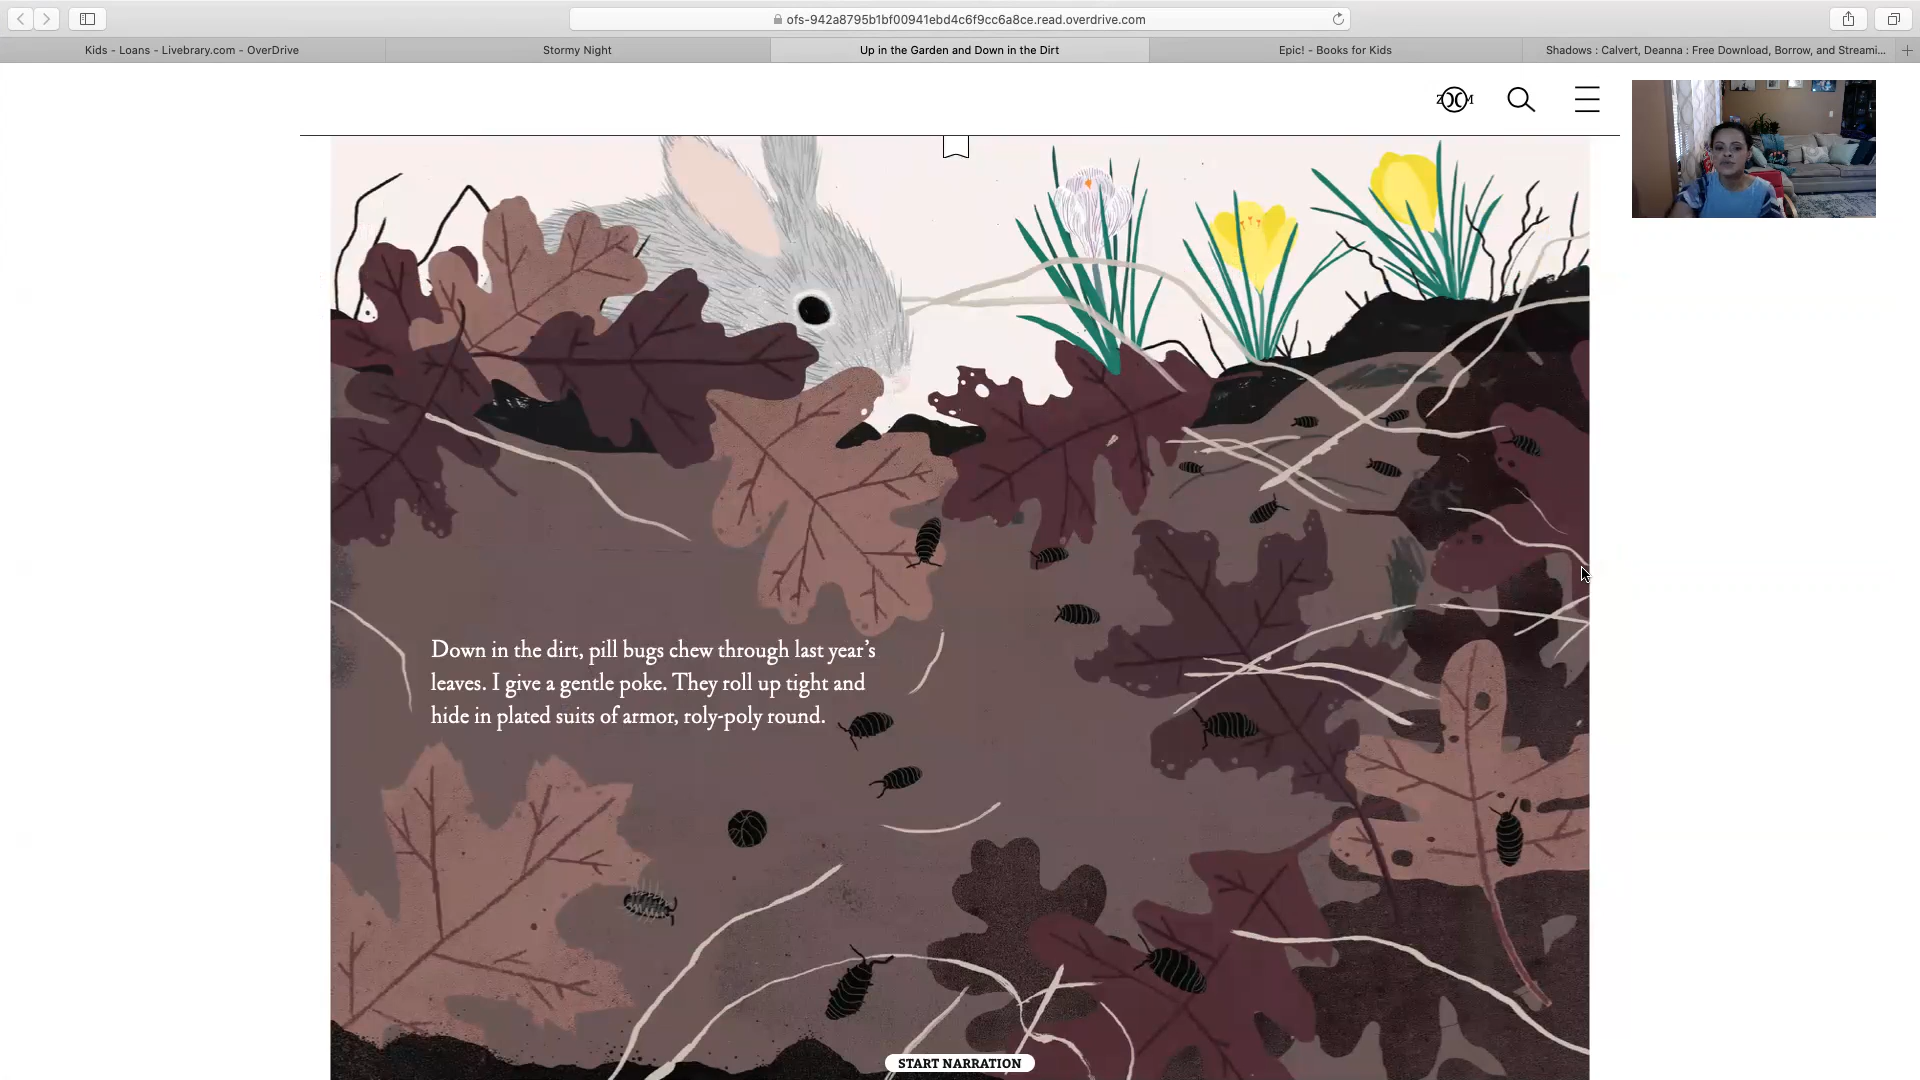 ofs-942a8795b1bf00941ebd4c6f9cc6a8ce.read.overdrive.com
Kids - Loans - Livebrary.com - OverDrive
Stormy Night
Up in the Garden and Down in the Dirt
Epic! - Books for Kids
Shadows : Calvert, Deanna : Free Download, Borrow, and Streami...
ZOOM
Down in the dirt, pill bugs chew through last year's
leaves. I give a gentle poke. They roll up tight and
hide in plated suits of armor, roly-poly round.
START NARRATION